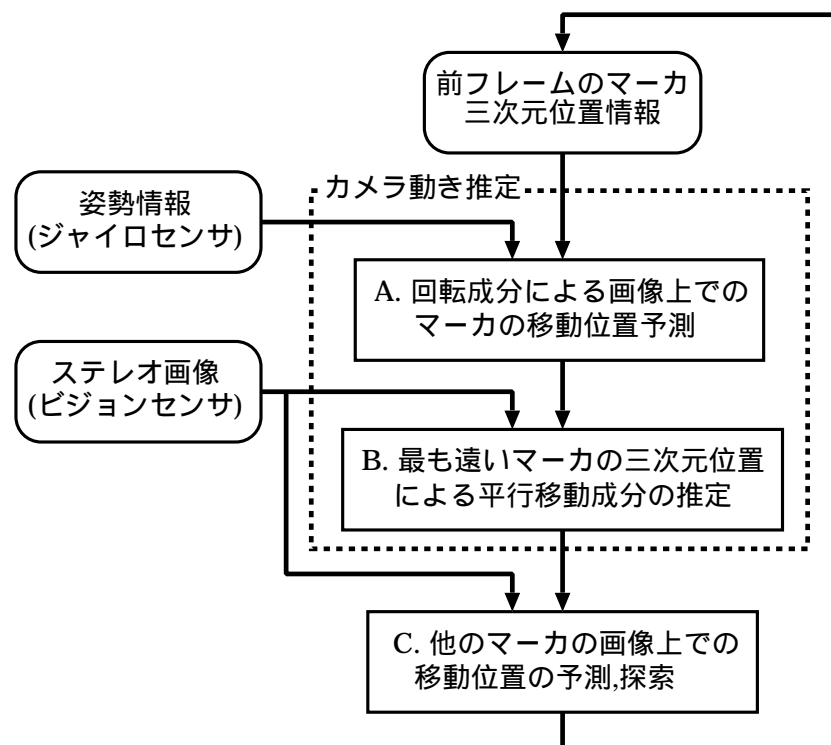 前フレームのマーカ
三次元位置情報
カメラ動き推定
姿勢情報
(ジャイロセンサ)
A. 回転成分による画像上での
マーカの移動位置予測
ステレオ画像
(ビジョンセンサ)
B. 最も遠いマーカの三次元位置
による平行移動成分の推定
C. 他のマーカの画像上での
移動位置の予測,探索